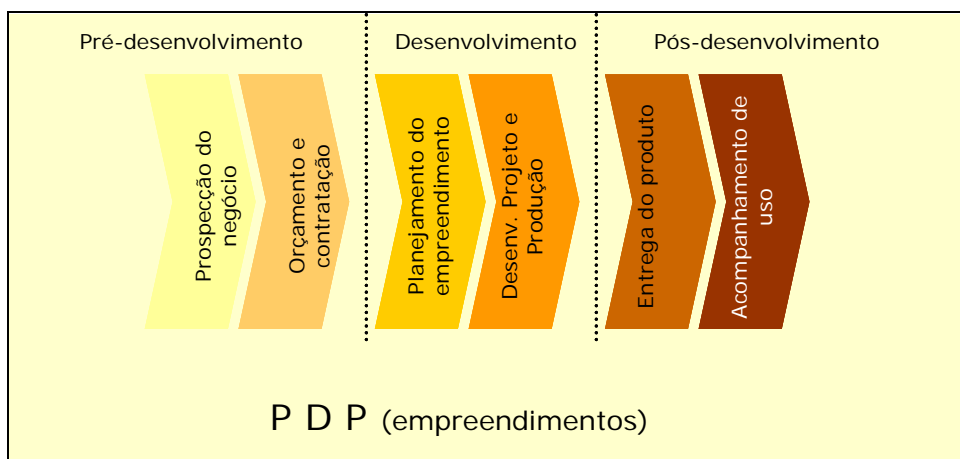 Pré-desenvolvimento
Desenvolvimento
Pós-desenvolvimento
Prospecção do
negócio
Orçamento e
contratação
Planejamento do
empreendimento
Desenv. Projeto e
Produção
Entrega do produto
Acompanhamento de
uso
P D P (empreendimentos)